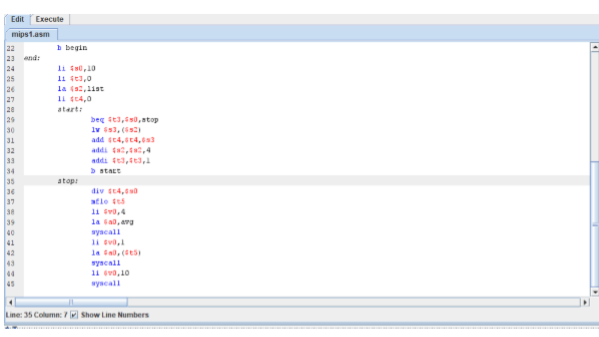 Edit Execute
mips1.asm
22 b begin
23 end:
24 li $s0,10
25 li $t3,0
26 la $s2,list
27 li $t4,0
28 start:
29 beq $t3,$s0,stop
30 lw $s3,($s2)
31 add $t4,$t4,$s3
32 addi $s2,$s2,4
33 addi $t3,$t3,1
34 b start
35 stop:
36 div $t4,$s0
37 mflo $t5
38 li $v0,4
39 la $a0,avg
40 syscall
41 li $v0,1
42 la $a0,($t5)
43 syscall
44 li $v0,10
45 syscall
Line: 35 Column: 7 Show Line Numbers